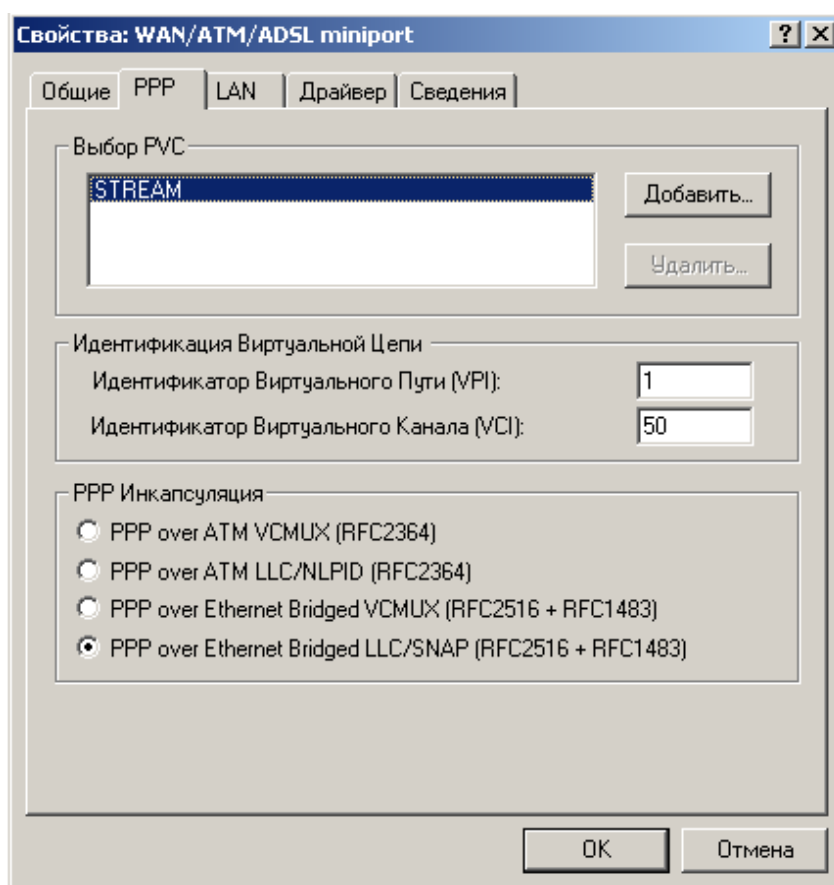 Свойства: WAN/ATM/ADSL miniport
Общие PPP LAN Драйвер Сведения
Выбор PVC
STREAM
Добавить...
Удалить...
Идентификация Виртуальной Цепи
Идентификатор Виртуального Пути (VPI): 1
Идентификатор Виртуального Канала (VCI): 50
PPP Инкапсуляция
PPP over ATM VCMUX (RFC2364)
PPP over ATM LLC/NLPID (RFC2364)
PPP over Ethernet Bridged VCMUX (RFC2516 + RFC1483)
PPP over Ethernet Bridged LLC/SNAP (RFC2516 + RFC1483)
OK Отмена